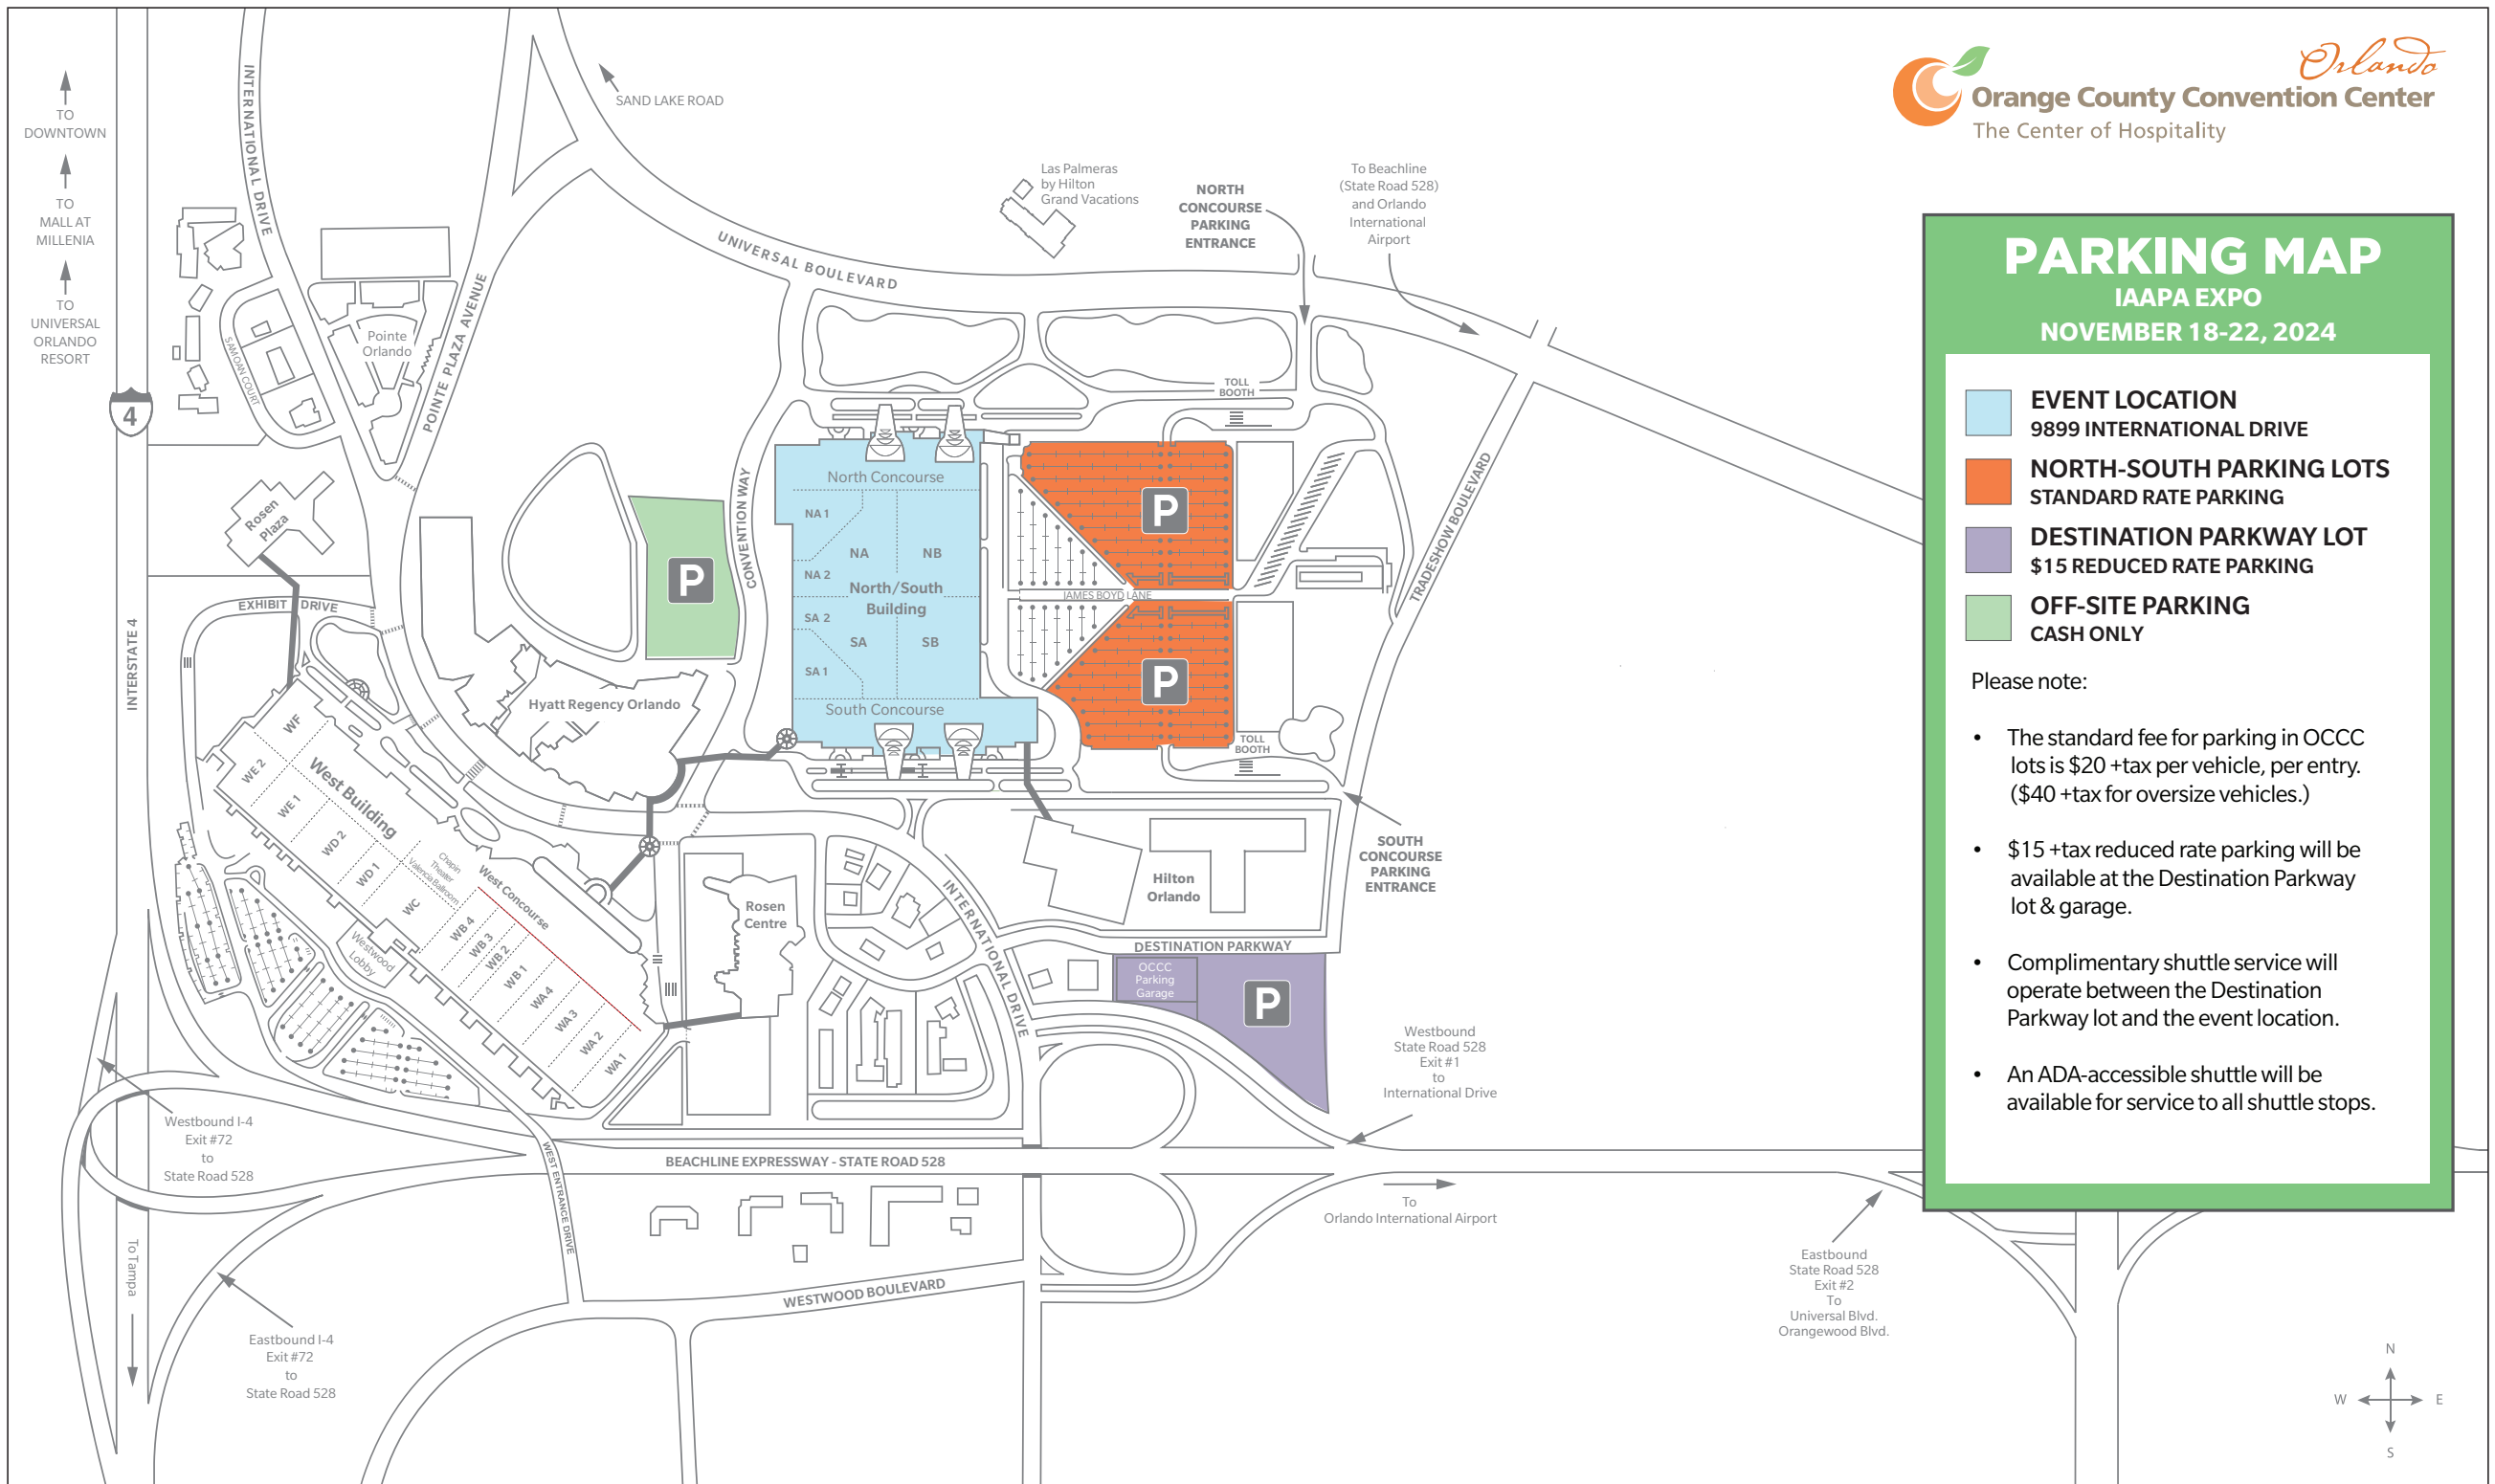 Orlando
Orange County Convention Center
The Center of Hospitality
PARKING MAP
IAAPA EXPO
NOVEMBER 18-22, 2024
EVENT LOCATION
9899 INTERNATIONAL DRIVE
NORTH-SOUTH PARKING LOTS
STANDARD RATE PARKING
DESTINATION PARKWAY LOT
$15 REDUCED RATE PARKING
OFF-SITE PARKING
CASH ONLY
Please note:
• The standard fee for parking in OCCC
lots is $20 +tax per vehicle, per entry.
($40 +tax for oversize vehicles.)
• $15 +tax reduced rate parking will be
available at the Destination Parkway
lot & garage.
• Complimentary shuttle service will
operate between the Destination
Parkway lot and the event location.
• An ADA-accessible shuttle will be
available for service to all shuttle stops.
TO
DOWNTOWN
TO
MALL AT
MILLENIA
TO
UNIVERSAL
ORLANDO
RESORT
4
INTERSTATE 4
INTERNATIONAL DRIVE
SAND LAKE ROAD
Las Palmeras
by Hilton
Grand Vacations
NORTH
CONCOURSE
PARKING
ENTRANCE
To Beachline
(State Road 528)
and Orlando
International
Airport
UNIVERSAL BOULEVARD
POINTE PLAZA AVENUE
Pointe
Orlando
SAMOAN COURT
TOLL
BOOTH
Rosen
Plaza
CONVENTION WAY
TRADESHOW BOULEVARD
North Concourse
NA 1
NA
NB
NA 2
North/South
Building
SA 2
SA
SB
SA 1
South Concourse
P
P
P
JAMES BOYD LANE
EXHIBIT DRIVE
Hyatt Regency Orlando
TOLL
BOOTH
SOUTH
CONCOURSE
PARKING
ENTRANCE
WF
WE 2
WE 1
West Building
WD 2
WD 1
WC
Chapin
Theater
Valencia Ballroom
West Concourse
WB 4
WB 3
WB 2
WB 1
WA 4
WA 3
WA 2
WA 1
Westwood
Lobby
Rosen
Centre
INTERNATIONAL DRIVE
Hilton
Orlando
DESTINATION PARKWAY
OCCC
Parking
Garage
P
Westbound
State Road 528
Exit #1
to
International Drive
Westbound I-4
Exit #72
to
State Road 528
BEACHLINE EXPRESSWAY - STATE ROAD 528
WEST ENTRANCE DRIVE
To
Orlando International Airport
To Tampa
WESTWOOD BOULEVARD
Eastbound I-4
Exit #72
to
State Road 528
Eastbound
State Road 528
Exit #2
To
Universal Blvd.
Orangewood Blvd.
N
W
E
S